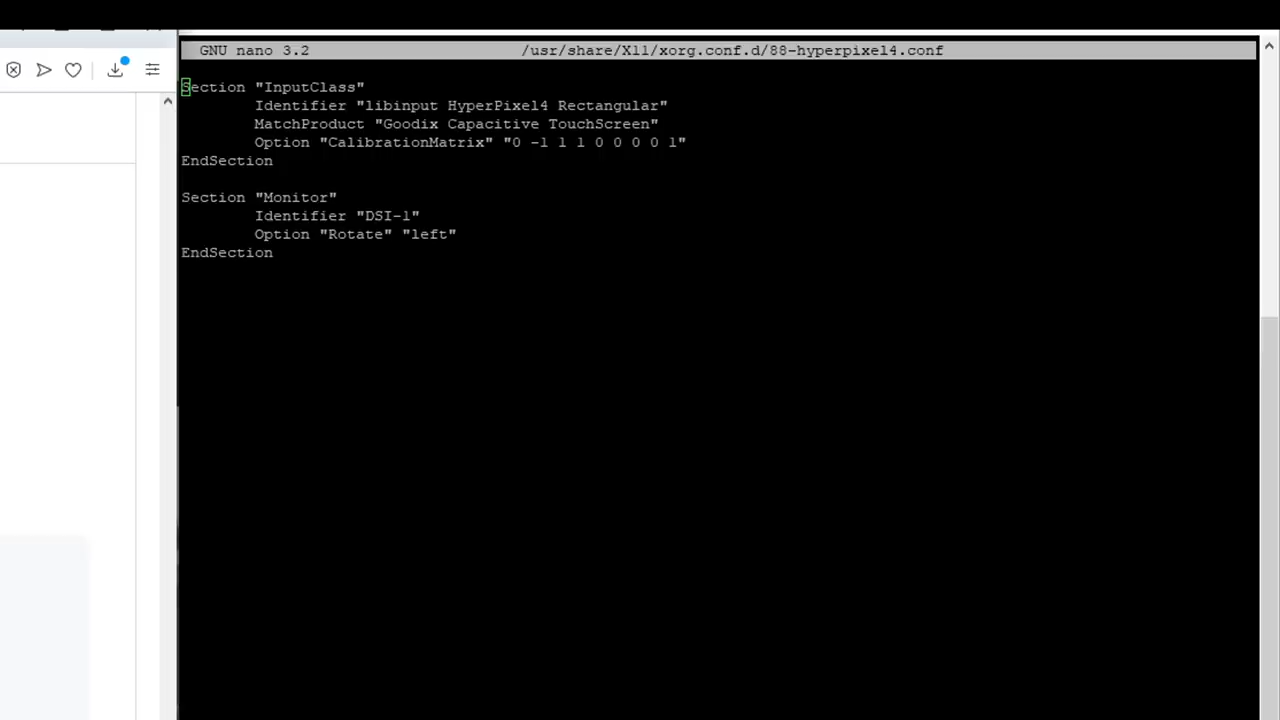 GNU nano 3.2 /usr/share/X11/xorg.conf.d/88-hyperpixel4.conf
Section "InputClass"
Identifier "libinput HyperPixel4 Rectangular"
MatchProduct "Goodix Capacitive TouchScreen"
Option "CalibrationMatrix" "0 -1 1 1 0 0 0 0 1"
EndSection
Section "Monitor"
Identifier "DSI-1"
Option "Rotate" "left"
EndSection